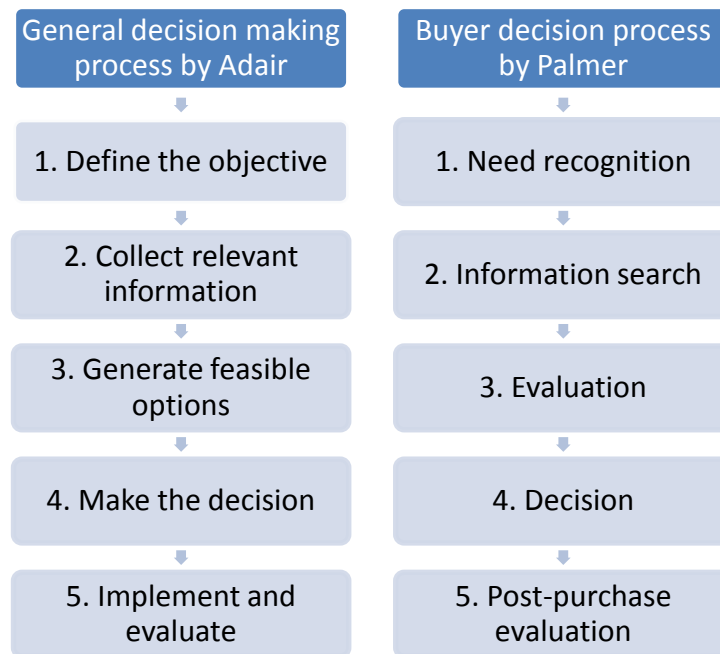 General decision making
process by Adair
1. Define the objective
2. Collect relevant
information
3. Generate feasible
options
4. Make the decision
5. Implement and
evaluate
Buyer decision process
by Palmer
1. Need recognition
2. Information search
3. Evaluation
4. Decision
5. Post-purchase
evaluation